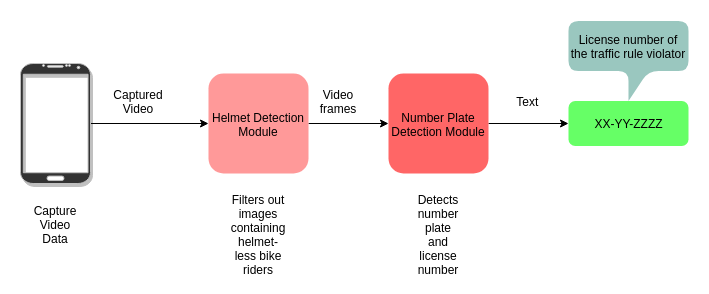 License number of
the traffic rule violator
Captured
Video
Helmet Detection
Module
Video
frames
Number Plate
Detection Module
Text
XX-YY-ZZZZ
Capture
Video
Data
Filters out
images
containing
helmet-
less bike
riders
Detects
number
plate
and
license
number